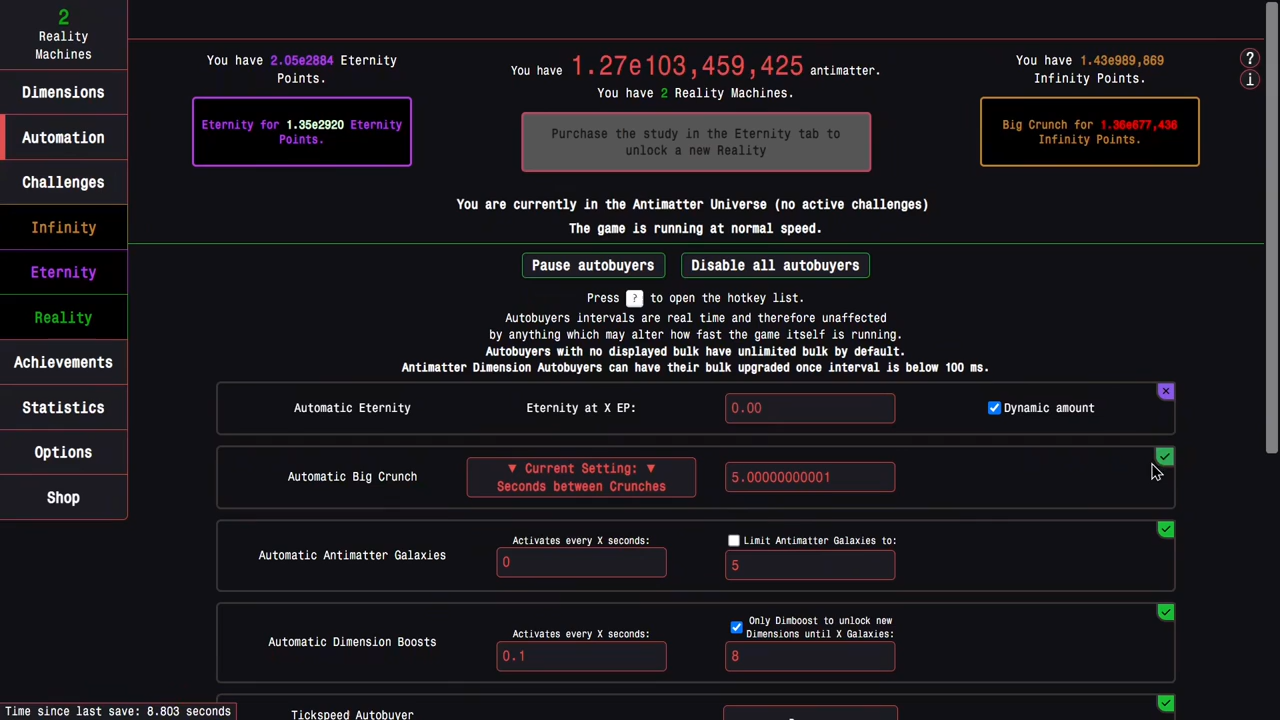 2
Reality
Machines
Dimensions
Automation
Challenges
Infinity
Eternity
Reality
Achievements
Statistics
Options
Shop
You have 2.05e2884 Eternity
Points.
Eternity for 1.35e2920 Eternity
Points.
You have 1.27e103,459,425 antimatter.
You have 2 Reality Machines.
Purchase the study in the Eternity tab to
unlock a new Reality
You have 1.43e989,869
Infinity Points.
Big Crunch for 1.36e677,436
Infinity Points.
?
i
You are currently in the Antimatter Universe (no active challenges)
The game is running at normal speed.
Pause autobuyers
Disable all autobuyers
Press ? to open the hotkey list.
Autobuyers intervals are real time and therefore unaffected
by anything which may alter how fast the game itself is running.
Autobuyers with no displayed bulk have unlimited bulk by default.
Antimatter Dimension Autobuyers can have their bulk upgraded once interval is below 100 ms.
Automatic Eternity
Eternity at X EP:
0.00
Dynamic amount
Automatic Big Crunch
▼ Current Setting: ▼
Seconds between Crunches
5.00000000001
Automatic Antimatter Galaxies
Activates every X seconds:
0
Limit Antimatter Galaxies to:
5
Automatic Dimension Boosts
Activates every X seconds:
0.1
Only Dimboost to unlock new
Dimensions until X Galaxies:
8
Tickspeed Autobuyer
Time since last save: 8.803 seconds